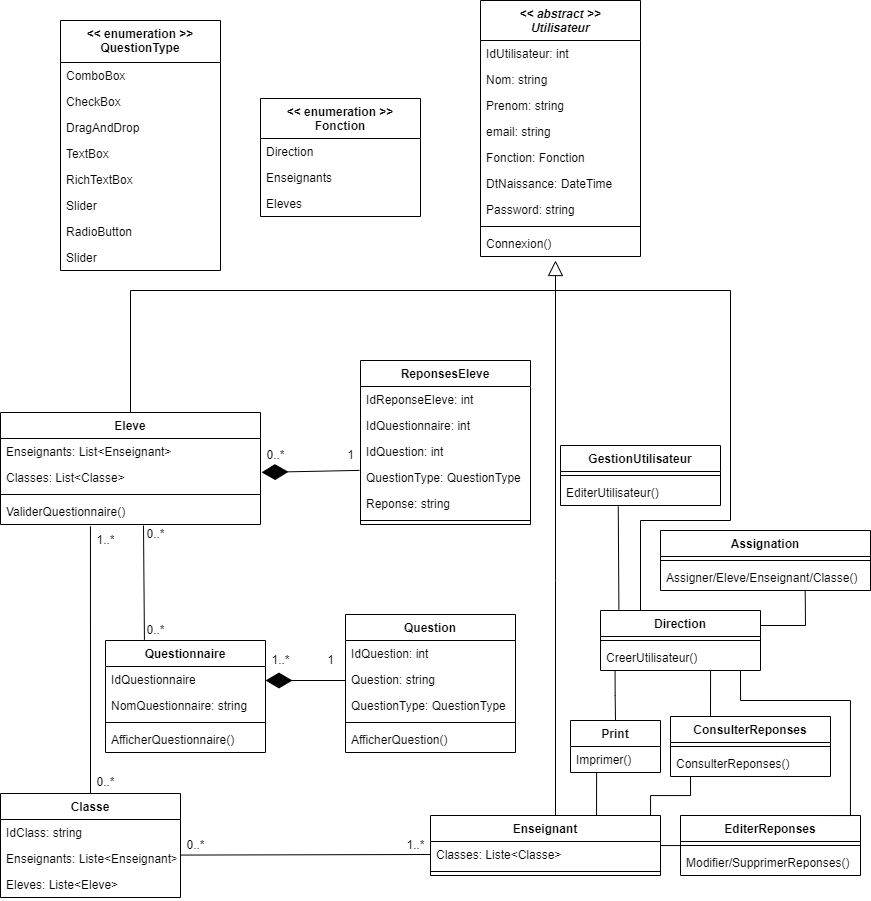 << enumeration >>
QuestionType
ComboBox
CheckBox
DragAndDrop
TextBox
RichTextBox
Slider
RadioButton
Slider
<< enumeration >>
Fonction
Direction
Enseignants
Eleves
<< abstract >>
Utilisateur
IdUtilisateur: int
Nom: string
Prenom: string
email: string
Fonction: Fonction
DtNaissance: DateTime
Password: string
Connexion()
Eleve
Enseignants: List<Enseignant>
Classes: List<Classe>
ValiderQuestionnaire()
0..*
1
ReponsesEleve
IdReponseEleve: int
IdQuestionnaire: int
IdQuestion: int
QuestionType: QuestionType
Reponse: string
GestionUtilisateur
EditerUtilisateur()
Assignation
Assigner/Eleve/Enseignant/Classe()
1..*
0..*
0..*
Questionnaire
IdQuestionnaire
NomQuestionnaire: string
AfficherQuestionnaire()
1..*
1
Question
IdQuestion: int
Question: string
QuestionType: QuestionType
AfficherQuestion()
Direction
CreerUtilisateur()
Print
Imprimer()
ConsulterReponses
ConsulterReponses()
0..*
Classe
IdClass: string
Enseignants: Liste<Enseignant>
Eleves: Liste<Eleve>
0..*
1..*
Enseignant
Classes: Liste<Classe>
EditerReponses
Modifier/SupprimerReponses()